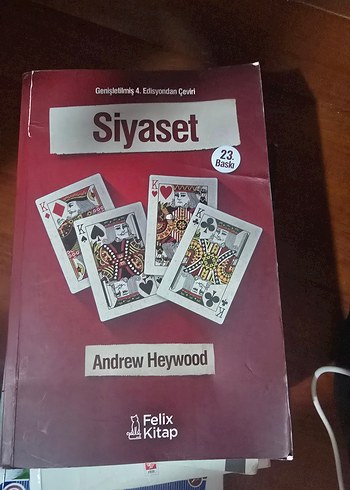 Genişletilmiş 4. Edisyondan Çeviri
Siyaset
23.
Baskı
K
K
K
K
K
Andrew Heywood
Felix
Kitap